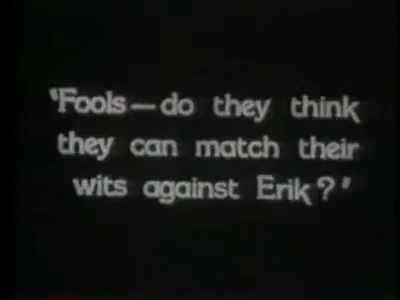 "Fools—do they think
they can match their
wits against Erik?"